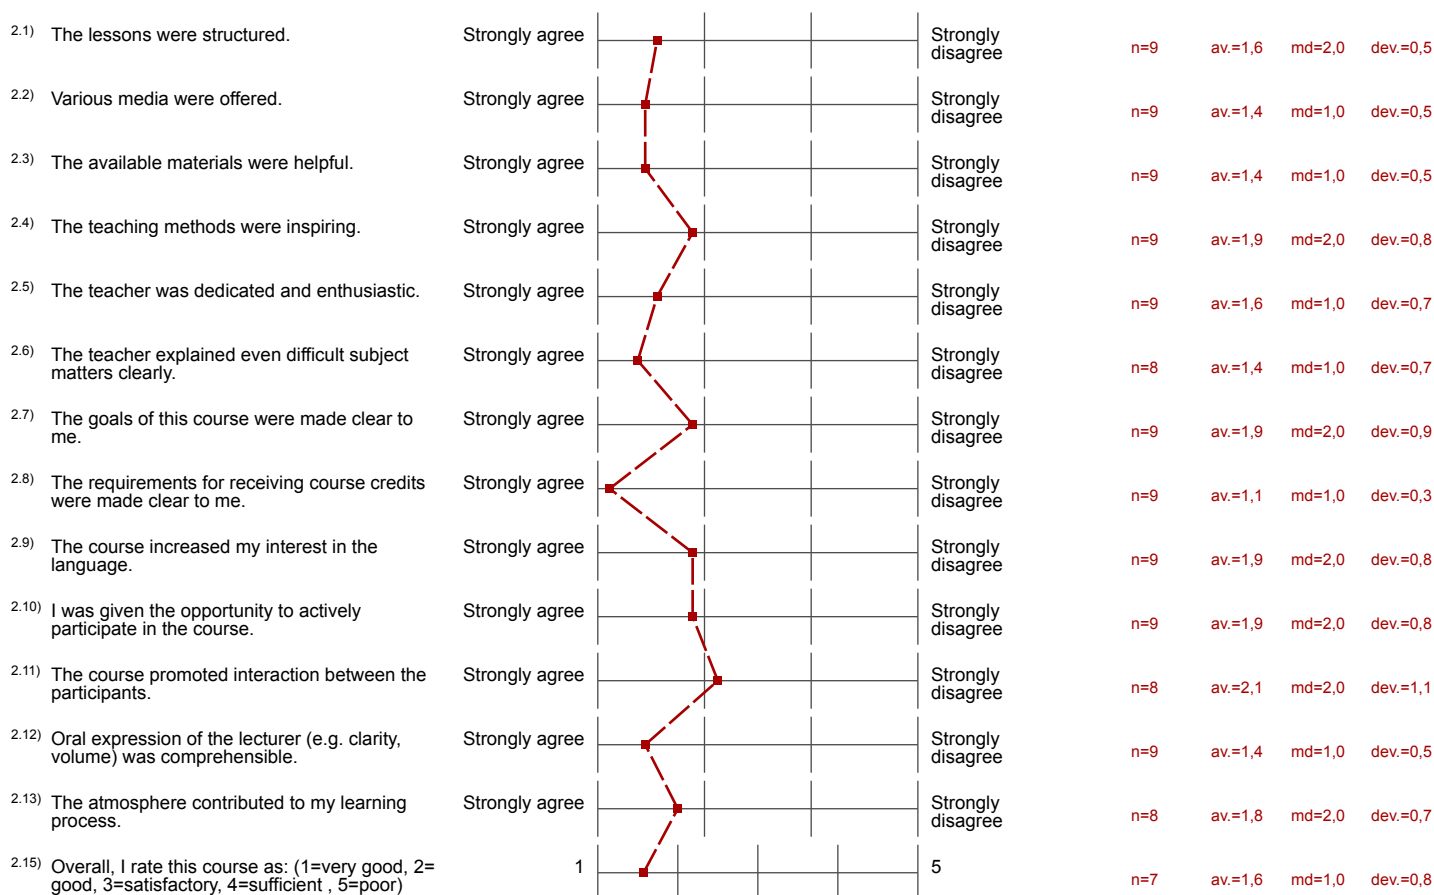 2.1) The lessons were structured. Strongly agree Strongly
disagree n=9 av.=1,6 md=2,0 dev.=0,5
2.2) Various media were offered. Strongly agree Strongly
disagree n=9 av.=1,4 md=1,0 dev.=0,5
2.3) The available materials were helpful. Strongly agree Strongly
disagree n=9 av.=1,4 md=1,0 dev.=0,5
2.4) The teaching methods were inspiring. Strongly agree Strongly
disagree n=9 av.=1,9 md=2,0 dev.=0,8
2.5) The teacher was dedicated and enthusiastic. Strongly agree Strongly
disagree n=9 av.=1,6 md=1,0 dev.=0,7
2.6) The teacher explained even difficult subject Strongly agree Strongly
matters clearly. disagree n=8 av.=1,4 md=1,0 dev.=0,7
2.7) The goals of this course were made clear to Strongly agree Strongly
me. disagree n=9 av.=1,9 md=2,0 dev.=0,9
2.8) The requirements for receiving course credits Strongly agree Strongly
were made clear to me. disagree n=9 av.=1,1 md=1,0 dev.=0,3
2.9) The course increased my interest in the Strongly agree Strongly
language. disagree n=9 av.=1,9 md=2,0 dev.=0,8
2.10) I was given the opportunity to actively Strongly agree Strongly
participate in the course. disagree n=9 av.=1,9 md=2,0 dev.=0,8
2.11) The course promoted interaction between the Strongly agree Strongly
participants. disagree n=8 av.=2,1 md=2,0 dev.=1,1
2.12) Oral expression of the lecturer (e.g. clarity, Strongly agree Strongly
volume) was comprehensible. disagree n=9 av.=1,4 md=1,0 dev.=0,5
2.13) The atmosphere contributed to my learning Strongly agree Strongly
process. disagree n=8 av.=1,8 md=2,0 dev.=0,7
2.15) Overall, I rate this course as: (1=very good, 2= 1 5
good, 3=satisfactory, 4=sufficient , 5=poor) n=7 av.=1,6 md=1,0 dev.=0,8